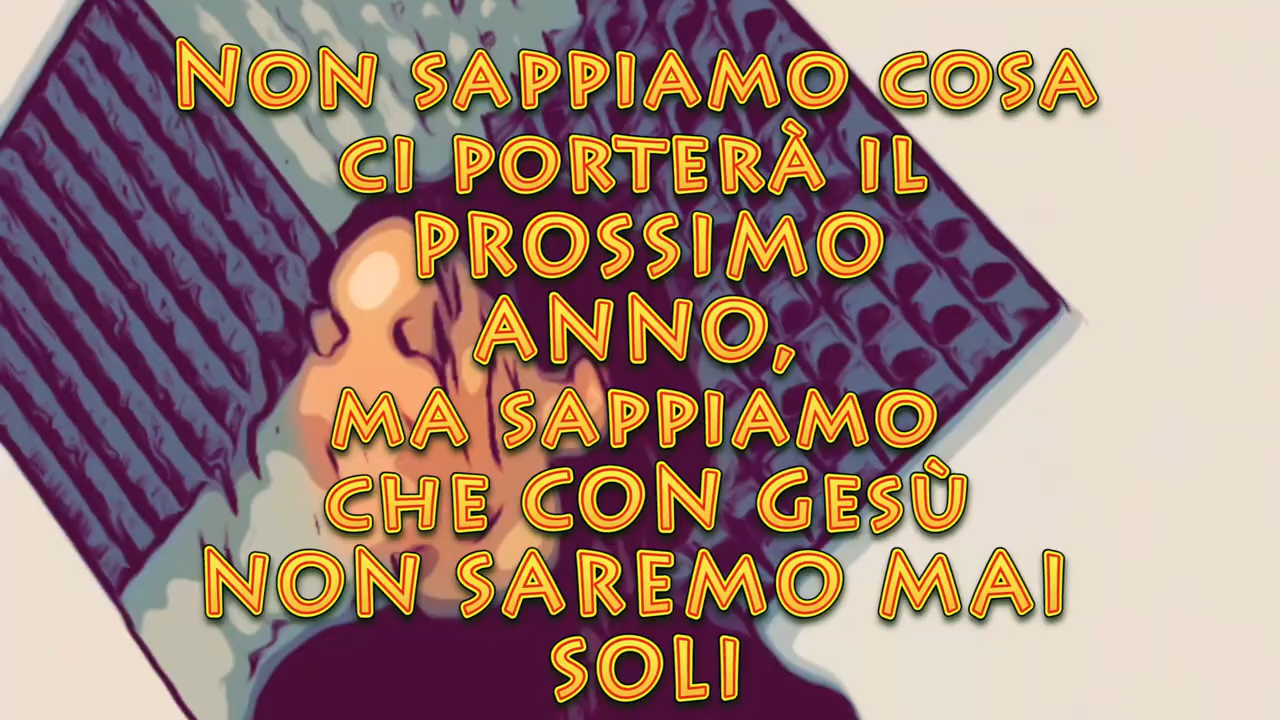 Non sappiamo cosa
ci porterà il
prossimo
anno,
ma sappiamo
che con Gesù
non saremo mai
soli